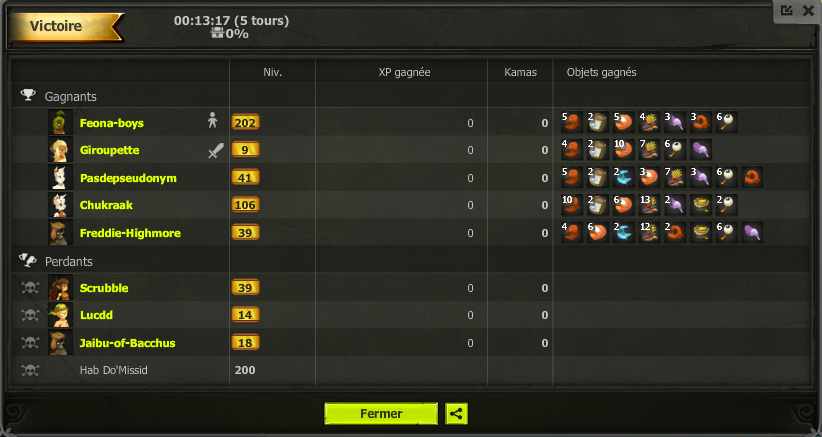 Victoire
00:13:17 (5 tours)
0%
Niv. XP gagnée Kamas Objets gagnés
Gagnants
Feona-boys 202 0 0 5 2 5 4 3 3 6
Giroupette 9 0 0 4 2 10 7 6
Pasdepseudonym 41 0 0 5 2 2 3 7 3 6
Chukraak 106 0 0 10 2 6 13 2 2
Freddie-Highmore 39 0 0 4 6 2 12 2 6
Perdants
Scrubble 39 0 0
Lucdd 14 0 0
Jaibu-of-Bacchus 18 0 0
Hab Do'Missid 200
Fermer